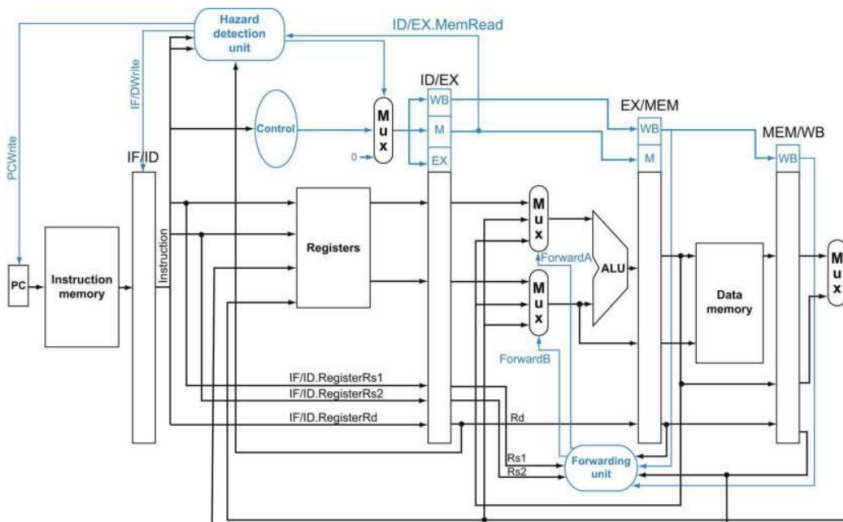 Hazard
detection
unit
ID/EX.MemRead
ID/EX
WB
M
EX
Control
0
M
u
x
IF/DWrite
PCWrite
IF/ID
EX/MEM
WB
M
MEM/WB
WB
PC
Instruction
memory
Instruction
Registers
M
u
x
ForwardA
M
u
x
ForwardB
ALU
Data
memory
M
u
x
IF/ID.RegisterRs1
IF/ID.RegisterRs2
IF/ID.RegisterRd
Rd
Rs1
Rs2
Forwarding
unit